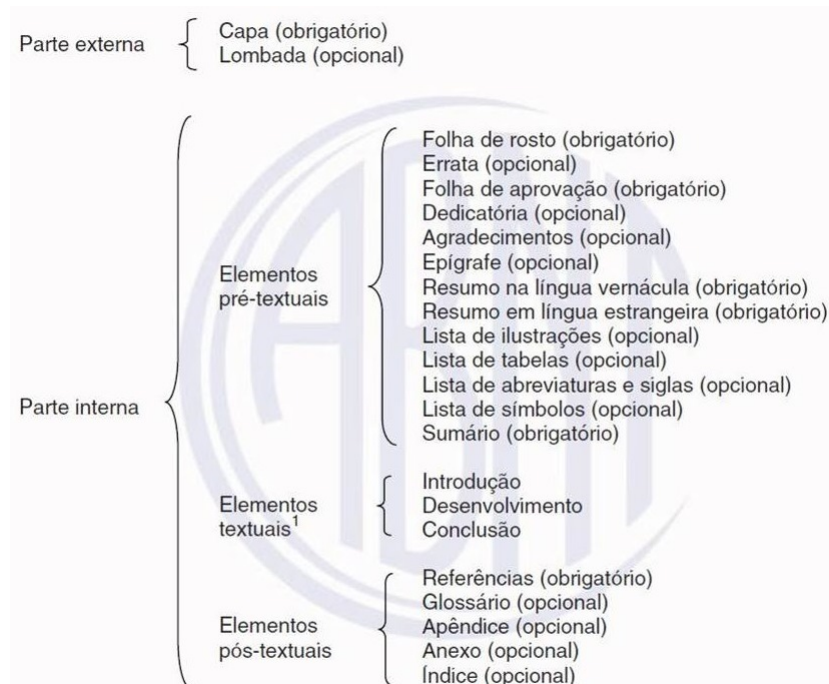 Parte externa
Capa (obrigatório)
Lombada (opcional)
Parte interna
Elementos
pré-textuais
Folha de rosto (obrigatório)
Errata (opcional)
Folha de aprovação (obrigatório)
Dedicatória (opcional)
Agradecimentos (opcional)
Epígrafe (opcional)
Resumo na língua vernácula (obrigatório)
Resumo em língua estrangeira (obrigatório)
Lista de ilustrações (opcional)
Lista de tabelas (opcional)
Lista de abreviaturas e siglas (opcional)
Lista de símbolos (opcional)
Sumário (obrigatório)
Elementos
textuais¹
Introdução
Desenvolvimento
Conclusão
Elementos
pós-textuais
Referências (obrigatório)
Glossário (opcional)
Apêndice (opcional)
Anexo (opcional)
Índice (opcional)
ABNT